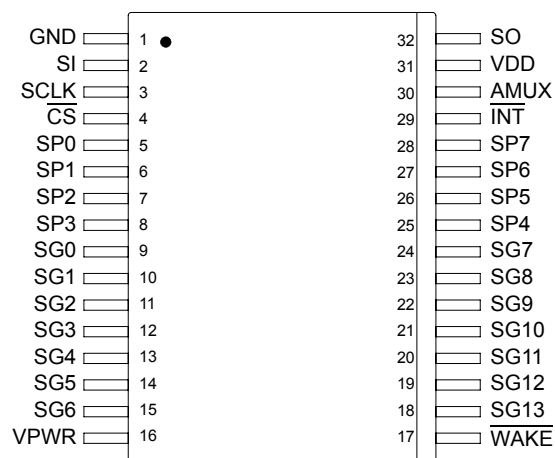 GND 1 32 SO
SI 2 31 VDD
SCLK 3 30 AMUX
CS 4 29 INT
SP0 5 28 SP7
SP1 6 27 SP6
SP2 7 26 SP5
SP3 8 25 SP4
SG0 9 24 SG7
SG1 10 23 SG8
SG2 11 22 SG9
SG3 12 21 SG10
SG4 13 20 SG11
SG5 14 19 SG12
SG6 15 18 SG13
VPWR 16 17 WAKE